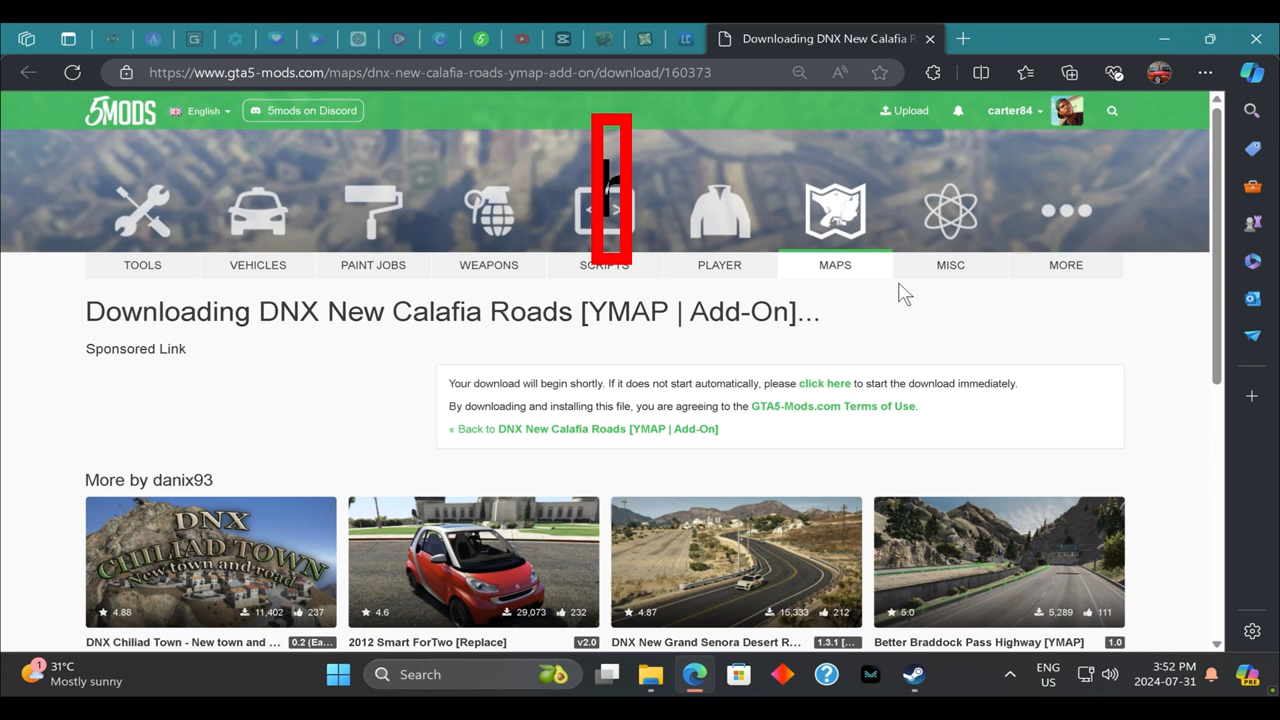 Downloading DNX New Calafia R
https://www.gta5-mods.com/maps/dnx-new-calafia-roads-ymap-add-on/download/160373
5MODS English 5mods on Discord Upload carter84
TOOLS VEHICLES PAINT JOBS WEAPONS SCRIPTS PLAYER MAPS MISC MORE
Downloading DNX New Calafia Roads [YMAP | Add-On]...
Sponsored Link
Your download will begin shortly. If it does not start automatically, please click here to start the download immediately.
By downloading and installing this file, you are agreeing to the GTA5-Mods.com Terms of Use.
« Back to DNX New Calafia Roads [YMAP | Add-On]
More by danix93
DNX
CHILIAD TOWN
New town and road
4.88 11,402 237 4.6 29,073 232 4.87 15,333 212 5.0 5,289 111
DNX Chiliad Town - New town and ... 0.2 (Ea... 2012 Smart ForTwo [Replace] v2.0 DNX New Grand Senora Desert R... 1.3.1 [... Better Braddock Pass Highway [YMAP] 1.0
1 31°C ENG 3:52 PM
Mostly sunny Search US 2024-07-31 PRE